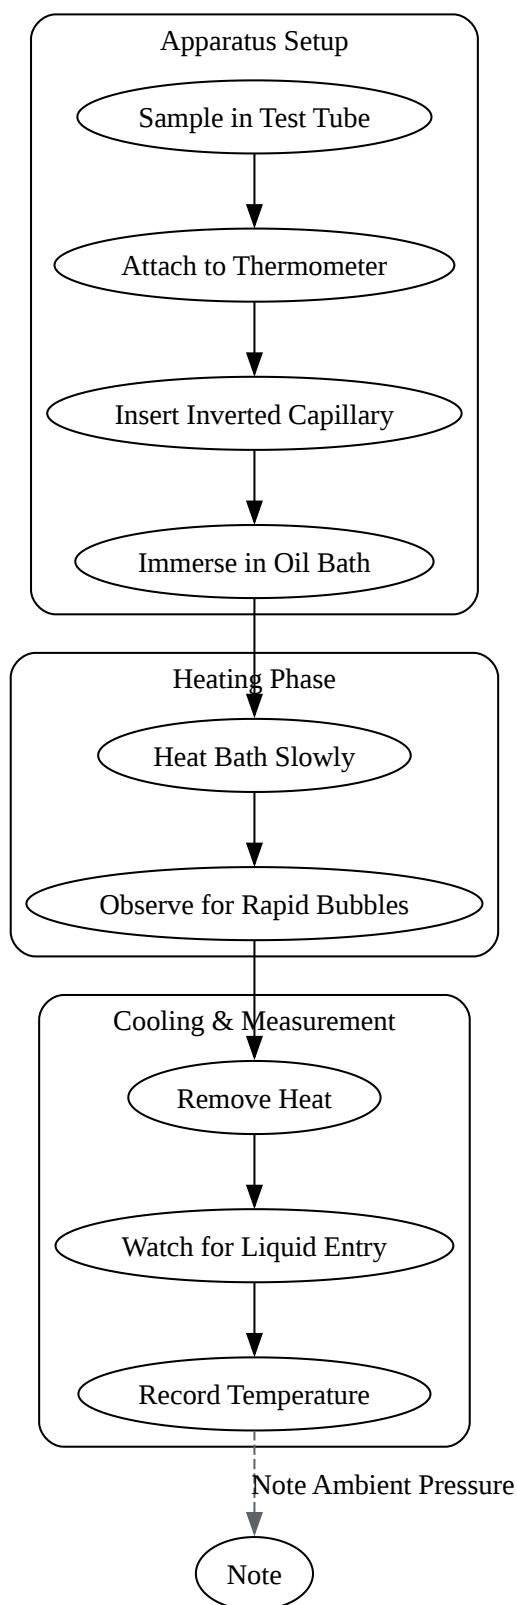 Apparatus Setup
Sample in Test Tube
Attach to Thermometer
Insert Inverted Capillary
Immerse in Oil Bath
Heating Phase
Heat Bath Slowly
Observe for Rapid Bubbles
Cooling & Measurement
Remove Heat
Watch for Liquid Entry
Record Temperature
Note Ambient Pressure
Note